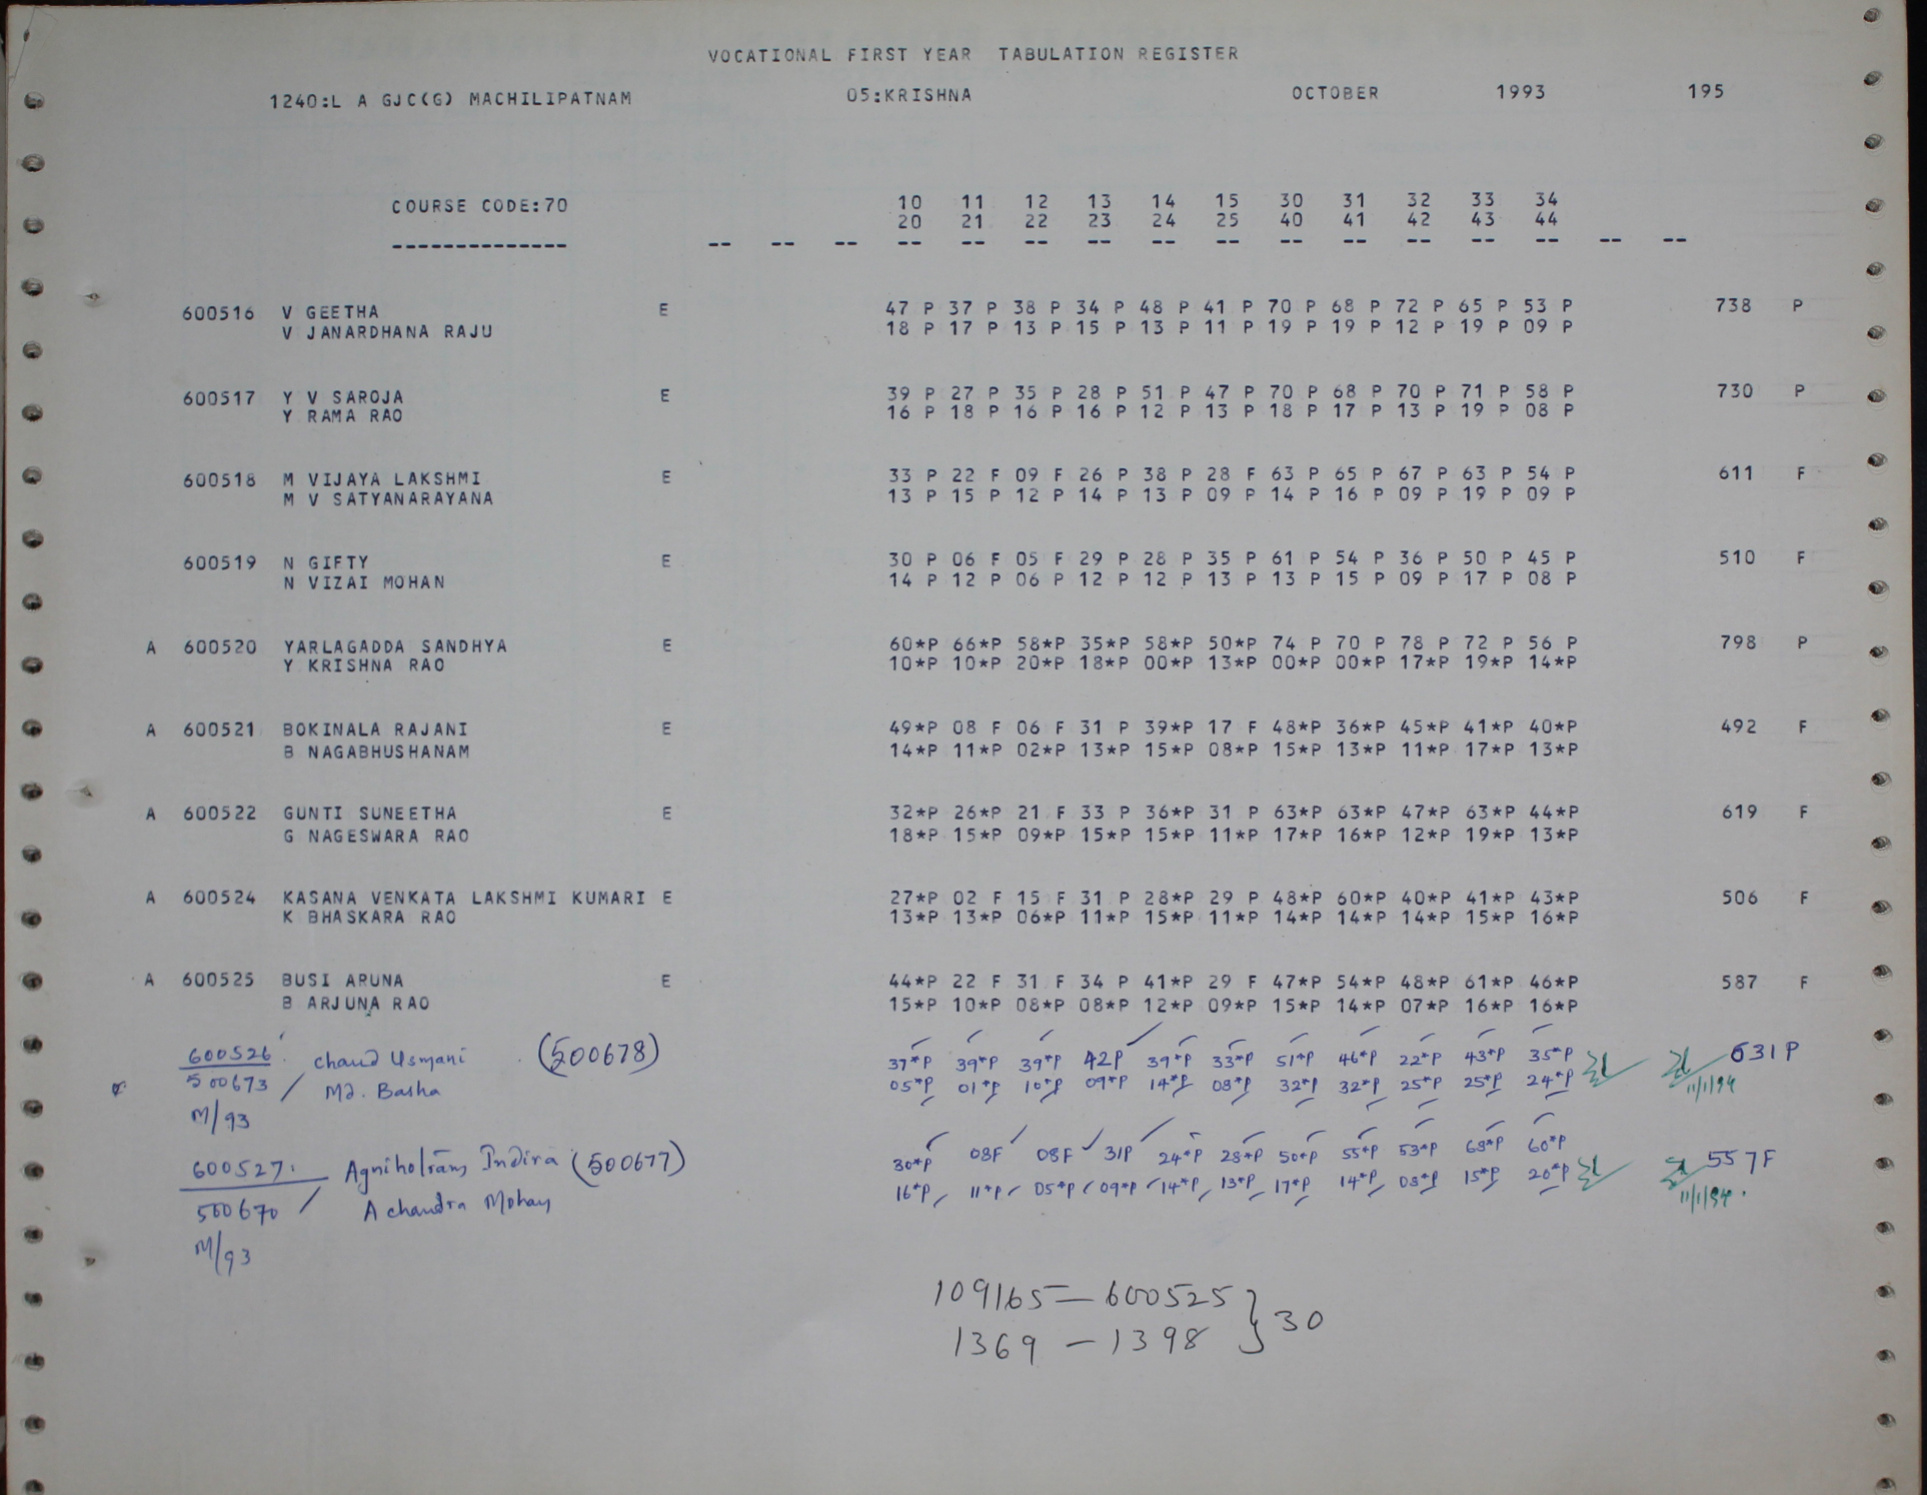 VOCATIONAL FIRST YEAR TABULATION REGISTER
1240:L A GJC(G) MACHILIPATNAM 05:KRISHNA OCTOBER 1993 195
COURSE CODE:70 10 11 12 13 14 15 30 31 32 33 34
20 21 22 23 24 25 40 41 42 43 44
-------------- -- -- -- -- -- -- -- -- -- -- -- -- -- -- -- --
600516 V GEETHA E 47 P 37 P 38 P 34 P 48 P 41 P 70 P 68 P 72 P 65 P 53 P 738 P
V JANARDHANA RAJU 18 P 17 P 13 P 15 P 13 P 11 P 19 P 19 P 12 P 19 P 09 P
600517 Y V SAROJA E 39 P 27 P 35 P 28 P 51 P 47 P 70 P 68 P 70 P 71 P 58 P 730 P
Y RAMA RAO 16 P 18 P 16 P 16 P 12 P 13 P 18 P 17 P 13 P 19 P 08 P
600518 M VIJAYA LAKSHMI E 33 P 22 F 09 F 26 P 38 P 28 F 63 P 65 P 67 P 63 P 54 P 611 F
M V SATYANARAYANA 13 P 15 P 12 P 14 P 13 P 09 P 14 P 16 P 09 P 19 P 09 P
600519 N GIFTY E 30 P 06 F 05 F 29 P 28 P 35 P 61 P 54 P 36 P 50 P 45 P 510 F
N VIZAI MOHAN 14 P 12 P 06 P 12 P 12 P 13 P 13 P 15 P 09 P 17 P 08 P
A 600520 YARLAGADDA SANDHYA E 60*P 66*P 58*P 35*P 58*P 50*P 74 P 70 P 78 P 72 P 56 P 798 P
Y KRISHNA RAO 10*P 10*P 20*P 18*P 00*P 13*P 00*P 00*P 17*P 19*P 14*P
A 600521 BOKINALA RAJANI E 49*P 08 F 06 F 31 P 39*P 17 F 48*P 36*P 45*P 41*P 40*P 492 F
B NAGABHUSHANAM 14*P 11*P 02*P 13*P 15*P 08*P 15*P 13*P 11*P 17*P 13*P
A 600522 GUNTI SUNEETHA E 32*P 26*P 21 F 33 P 36*P 31 P 63*P 63*P 47*P 63*P 44*P 619 F
G NAGESWARA RAO 18*P 15*P 09*P 15*P 15*P 11*P 17*P 16*P 12*P 19*P 13*P
A 600524 KASANA VENKATA LAKSHMI KUMARI E 27*P 02 F 15 F 31 P 28*P 29 P 48*P 60*P 40*P 41*P 43*P 506 F
K BHASKARA RAO 13*P 13*P 06*P 11*P 15*P 11*P 14*P 14*P 14*P 15*P 16*P
A 600525 BUSI ARUNA E 44*P 22 F 31 F 34 P 41*P 29 F 47*P 54*P 48*P 61*P 46*P 587 F
B ARJUNA RAO 15*P 10*P 08*P 08*P 12*P 09*P 15*P 14*P 07*P 16*P 16*P
600526 Chand Usmani (500678) 37*P 39*P 39*P 42P 39*P 33*P 51*P 46*P 22*P 43*P 35*P 631 P
500673 / Md. Basha 05*P 01*P 10*P 09*P 14*P 08*P 32*P 32*P 25*P 25*P 24*P 11/1/94
M/93
600527. Indira (500677) 30*P 08F 08F 31P 24*P 28*P 50*P 55*P 53*P 68*P 60*P 557 F
500670 / A Chandra Mohan 16*P 11*P 05*P 09*P 14*P 13*P 17*P 14*P 08*P 15*P 20*P 11/1/94.
M/93
109165 — 600525 } 30
1369 — 1398